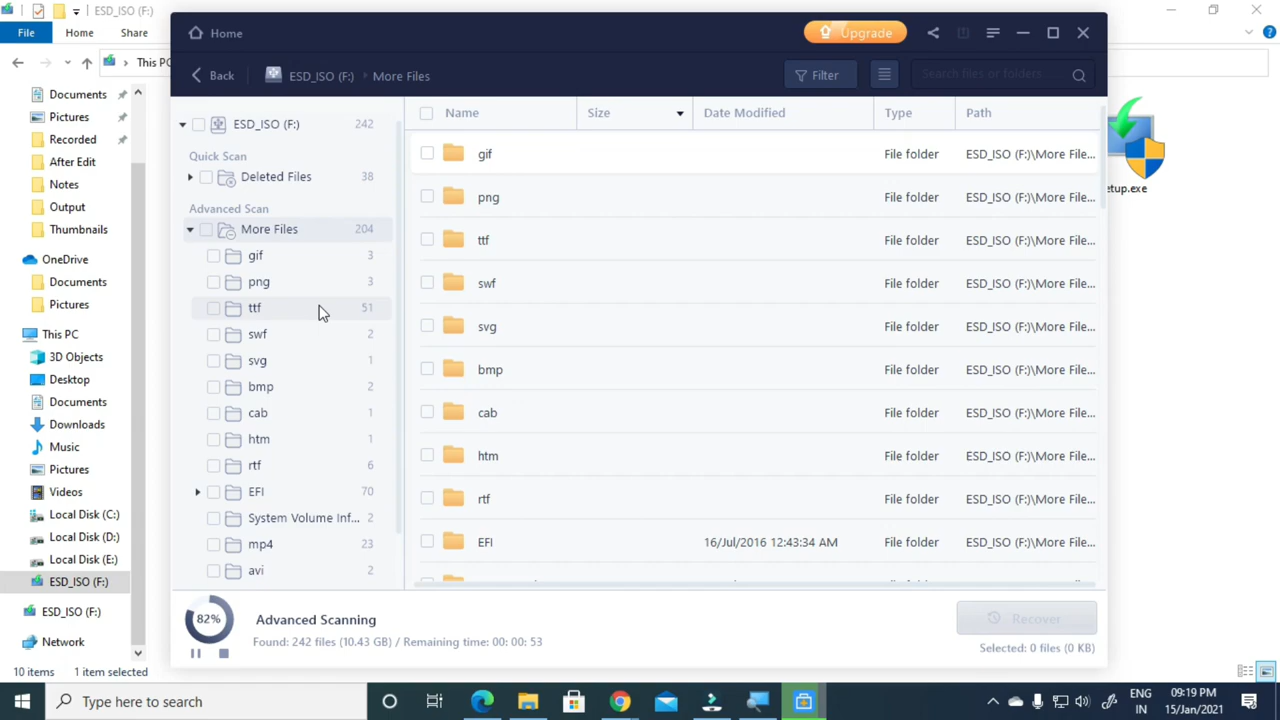 ESD_ISO (F:)
File
Home
Share
This PC
Documents
Pictures
Recorded
After Edit
Notes
Output
Thumbnails
OneDrive
Documents
Pictures
This PC
3D Objects
Desktop
Documents
Downloads
Music
Pictures
Videos
Local Disk (C:)
Local Disk (D:)
Local Disk (E:)
ESD_ISO (F:)
ESD_ISO (F:)
Network
10 items 1 item selected
Home
Upgrade
Back ESD_ISO (F:) More Files
Filter
Search files or folders
ESD_ISO (F:) 242
Quick Scan
Deleted Files 38
Advanced Scan
More Files 204
gif 3
png 3
ttf 51
swf 2
svg 1
bmp 2
cab 1
htm 1
rtf 6
EFI 70
System Volume Inf... 2
mp4 23
avi 2
Name Size Date Modified Type Path
gif File folder ESD_ISO (F:)\More File...
png File folder ESD_ISO (F:)\More File...
ttf File folder ESD_ISO (F:)\More File...
swf File folder ESD_ISO (F:)\More File...
svg File folder ESD_ISO (F:)\More File...
bmp File folder ESD_ISO (F:)\More File...
cab File folder ESD_ISO (F:)\More File...
htm File folder ESD_ISO (F:)\More File...
rtf File folder ESD_ISO (F:)\More File...
EFI 16/Jul/2016 12:43:34 AM File folder ESD_ISO (F:)\More File...
82%
Advanced Scanning
Found: 242 files (10.43 GB) / Remaining time: 00: 00: 53
Recover
Selected: 0 files (0 KB)
etup.exe
Type here to search
ENG
IN
09:19 PM
15/Jan/2021